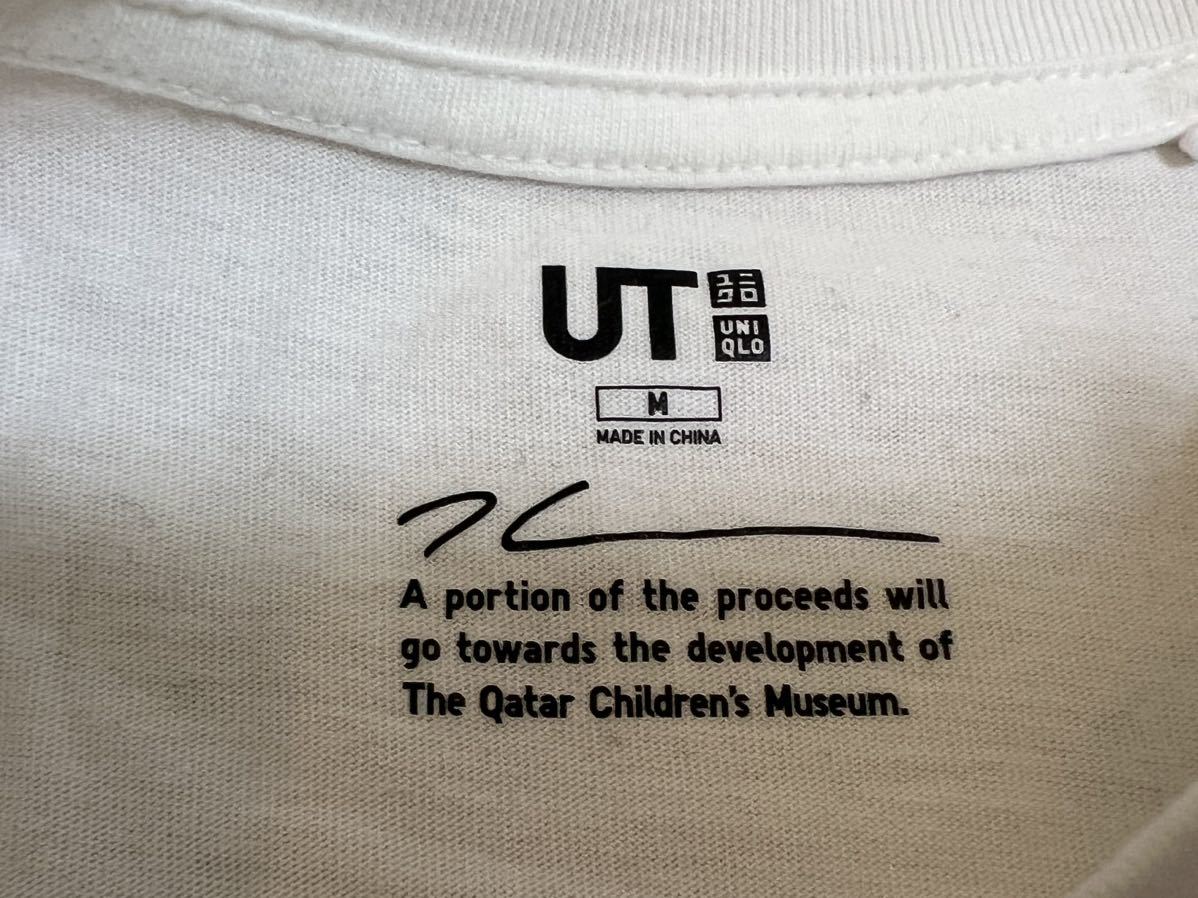 UT
ユニ
クロ
UNI
QLO
M
MADE IN CHINA
A portion of the proceeds will
go towards the development of
The Qatar Children's Museum.